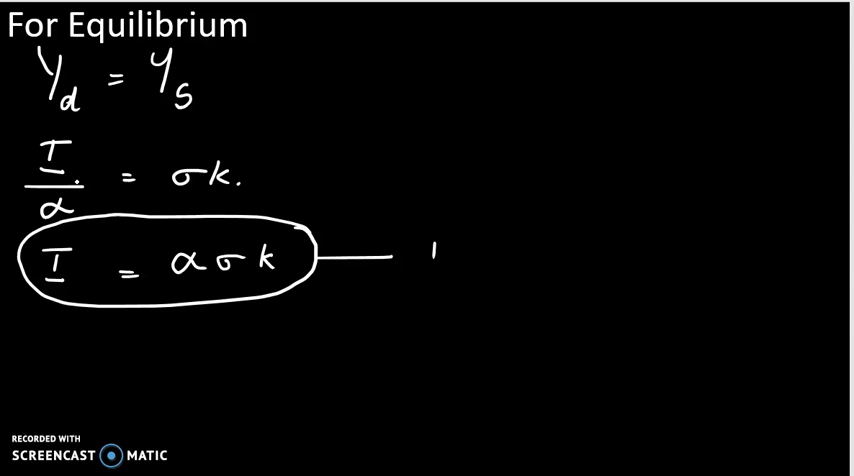 For Equilibrium
Yd = Ys
I/α = σk.
I = ασk — 1
RECORDED WITH
SCREENCAST MATIC